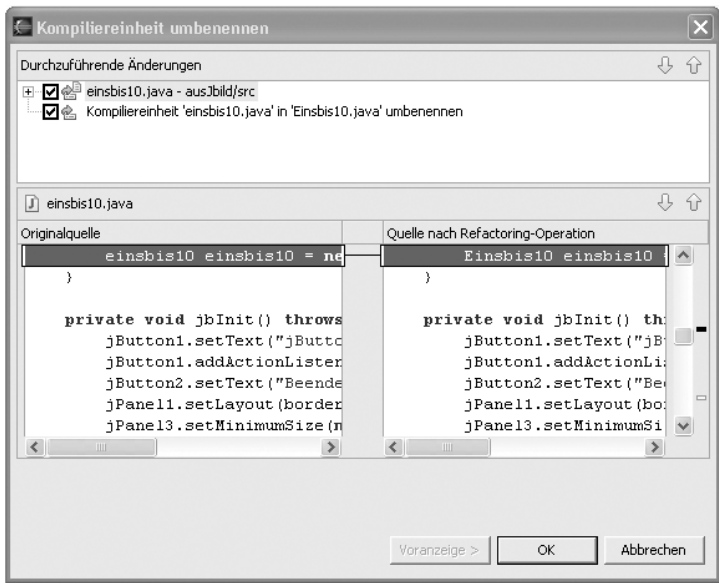 Kompiliereinheit umbenennen
Durchzuführende Änderungen
einsbis10.java - ausJbild/src
Kompiliereinheit 'einsbis10.java' in 'Einsbis10.java' umbenennen
einsbis10.java
Originalquelle
Quelle nach Refactoring-Operation
einsbis10 einsbis10 = ne
}
private void jbInit() throws
jButton1.setText("jButto
jButton1.addActionListen
jButton2.setText("Beende
jPanel1.setLayout(border
jPanel3.setMinimumSize(n
Einsbis10 einsbis10
}
private void jbInit() th
jButton1.setText("jB
jButton1.addActionLi
jButton2.setText("Be
jPanel1.setLayout(bo
jPanel3.setMinimumSi
Voranzeige >
OK
Abbrechen